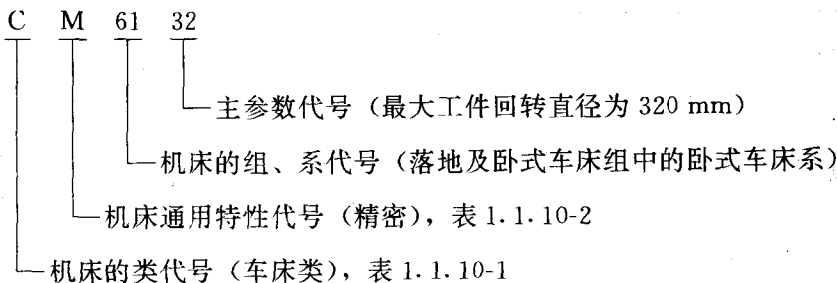 C M 61 32
主参数代号（最大工件回转直径为 320 mm）
机床的组、系代号（落地及卧式车床组中的卧式车床系）
机床通用特性代号（精密），表 1.1.10-2
机床的类代号（车床类），表 1.1.10-1